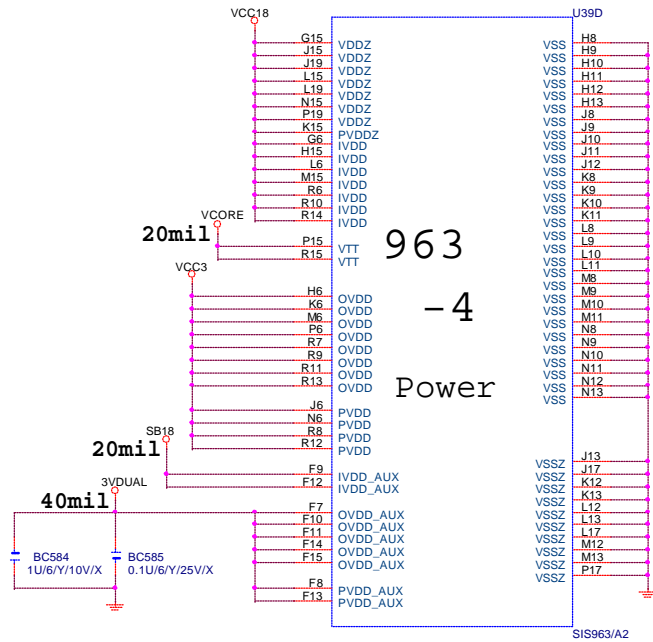 U39D
VCC18
G15 VDDZ VSS H8
J15 VDDZ VSS H9
J19 VDDZ VSS H10
L15 VDDZ VSS H11
L19 VDDZ VSS H12
N15 VDDZ VSS H13
P19 VDDZ VSS J8
K15 PVDDZ VSS J9
G6 IVDD VSS J10
H15 IVDD VSS J11
L6 IVDD VSS J12
M15 IVDD VSS K8
R6 IVDD VSS K9
R10 IVDD VSS K10
R14 IVDD VSS K11
VCORE
20mil
VSS L8
P15 VTT VSS L9
R15 VTT VSS L10
963
VCC3
VSS L11
VSS M8
H6 OVDD VSS M9
K6 OVDD VSS M10
-4
M6 OVDD VSS M11
P6 OVDD VSS N8
R7 OVDD VSS N9
R9 OVDD VSS N10
R11 OVDD VSS N11
R13 OVDD VSS N12
Power
VSS N13
J6 PVDD
N6 PVDD
R8 PVDD
R12 PVDD
SB18
20mil
VSSZ J13
F9 IVDD_AUX VSSZ J17
F12 IVDD_AUX VSSZ K12
3VDUAL
40mil
VSSZ K13
F7 OVDD_AUX VSSZ L12
F10 OVDD_AUX VSSZ L13
F11 OVDD_AUX VSSZ L17
F14 OVDD_AUX VSSZ M12
F15 OVDD_AUX VSSZ M13
VSSZ P17
BC584
1U/6/Y/10V/X
BC585
0.1U/6/Y/25V/X
F8 PVDD_AUX
F13 PVDD_AUX
SIS963/A2